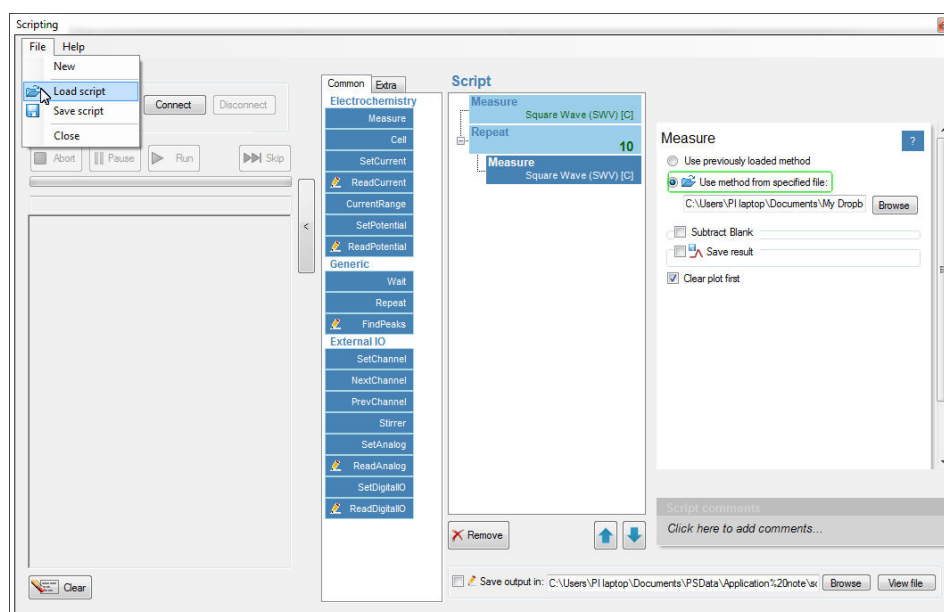 Scripting
File Help
New
Load script
Save script
Close
Connect Disconnect
Abort Pause Run Skip
<
Clear
Common Extra
Electrochemistry
Measure
Cell
SetCurrent
ReadCurrent
CurrentRange
SetPotential
ReadPotential
Generic
Wait
Repeat
FindPeaks
External IO
SetChannel
NextChannel
PrevChannel
Stirrer
SetAnalog
ReadAnalog
SetDigitalIO
ReadDigitalIO
Script
Measure
Square Wave (SWV) [C]
Repeat
10
Measure
Square Wave (SWV) [C]
Remove
Measure ?
Use previously loaded method
Use method from specified file:
C:\Users\PI laptop\Documents\My Dropb Browse
Subtract Blank
Save result
Clear plot first
Script comments
Click here to add comments...
Save output in: C:\Users\PI laptop\Documents\PSData\Application%20note\sc Browse View file